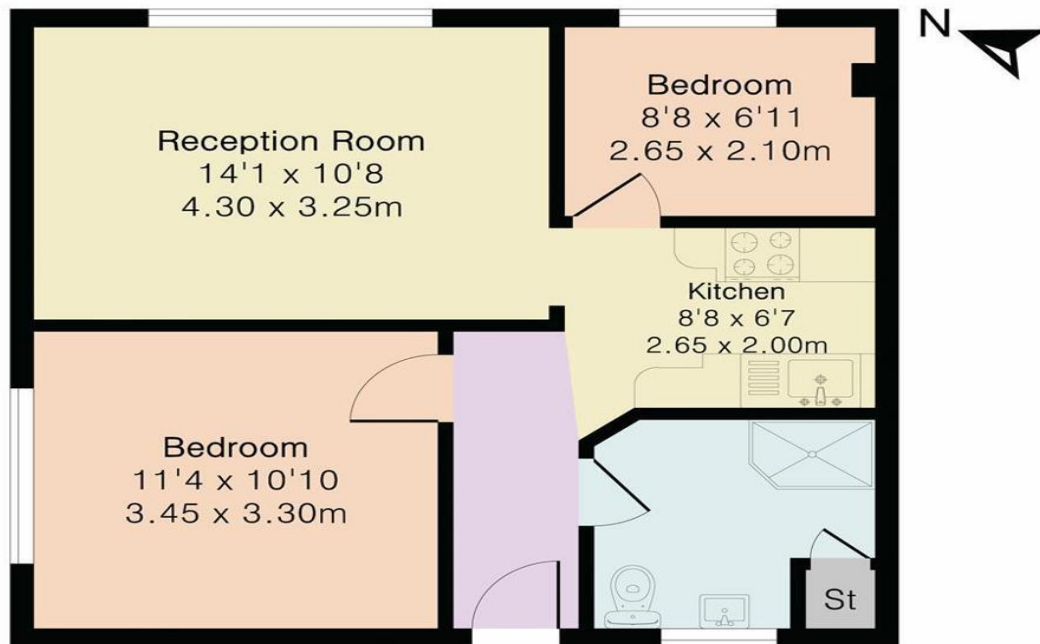 N
Reception Room
14'1 x 10'8
4.30 x 3.25m
Bedroom
8'8 x 6'11
2.65 x 2.10m
Kitchen
8'8 x 6'7
2.65 x 2.00m
Bedroom
11'4 x 10'10
3.45 x 3.30m
St